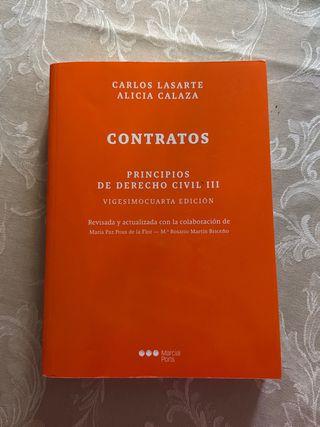 CARLOS LASARTE
ALICIA CALAZA
CONTRATOS
PRINCIPIOS
DE DERECHO CIVIL III
VIGESIMOCUARTA EDICIÓN
Revisada y actualizada con la colaboración de
María Paz Pous de la Flor — M.ª Rosario Martín Briceño
Marcial
Pons